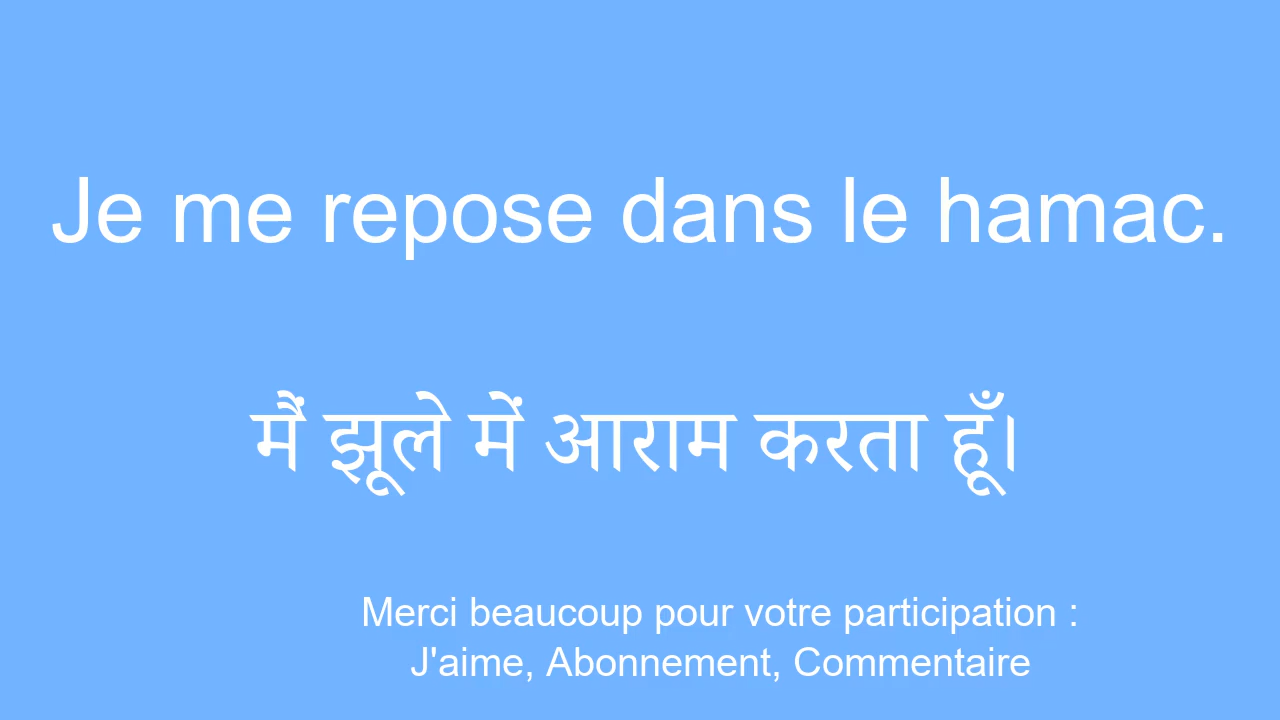 Je me repose dans le hamac.
मैं झूले में आराम करता हूँ।
Merci beaucoup pour votre participation :
J'aime, Abonnement, Commentaire